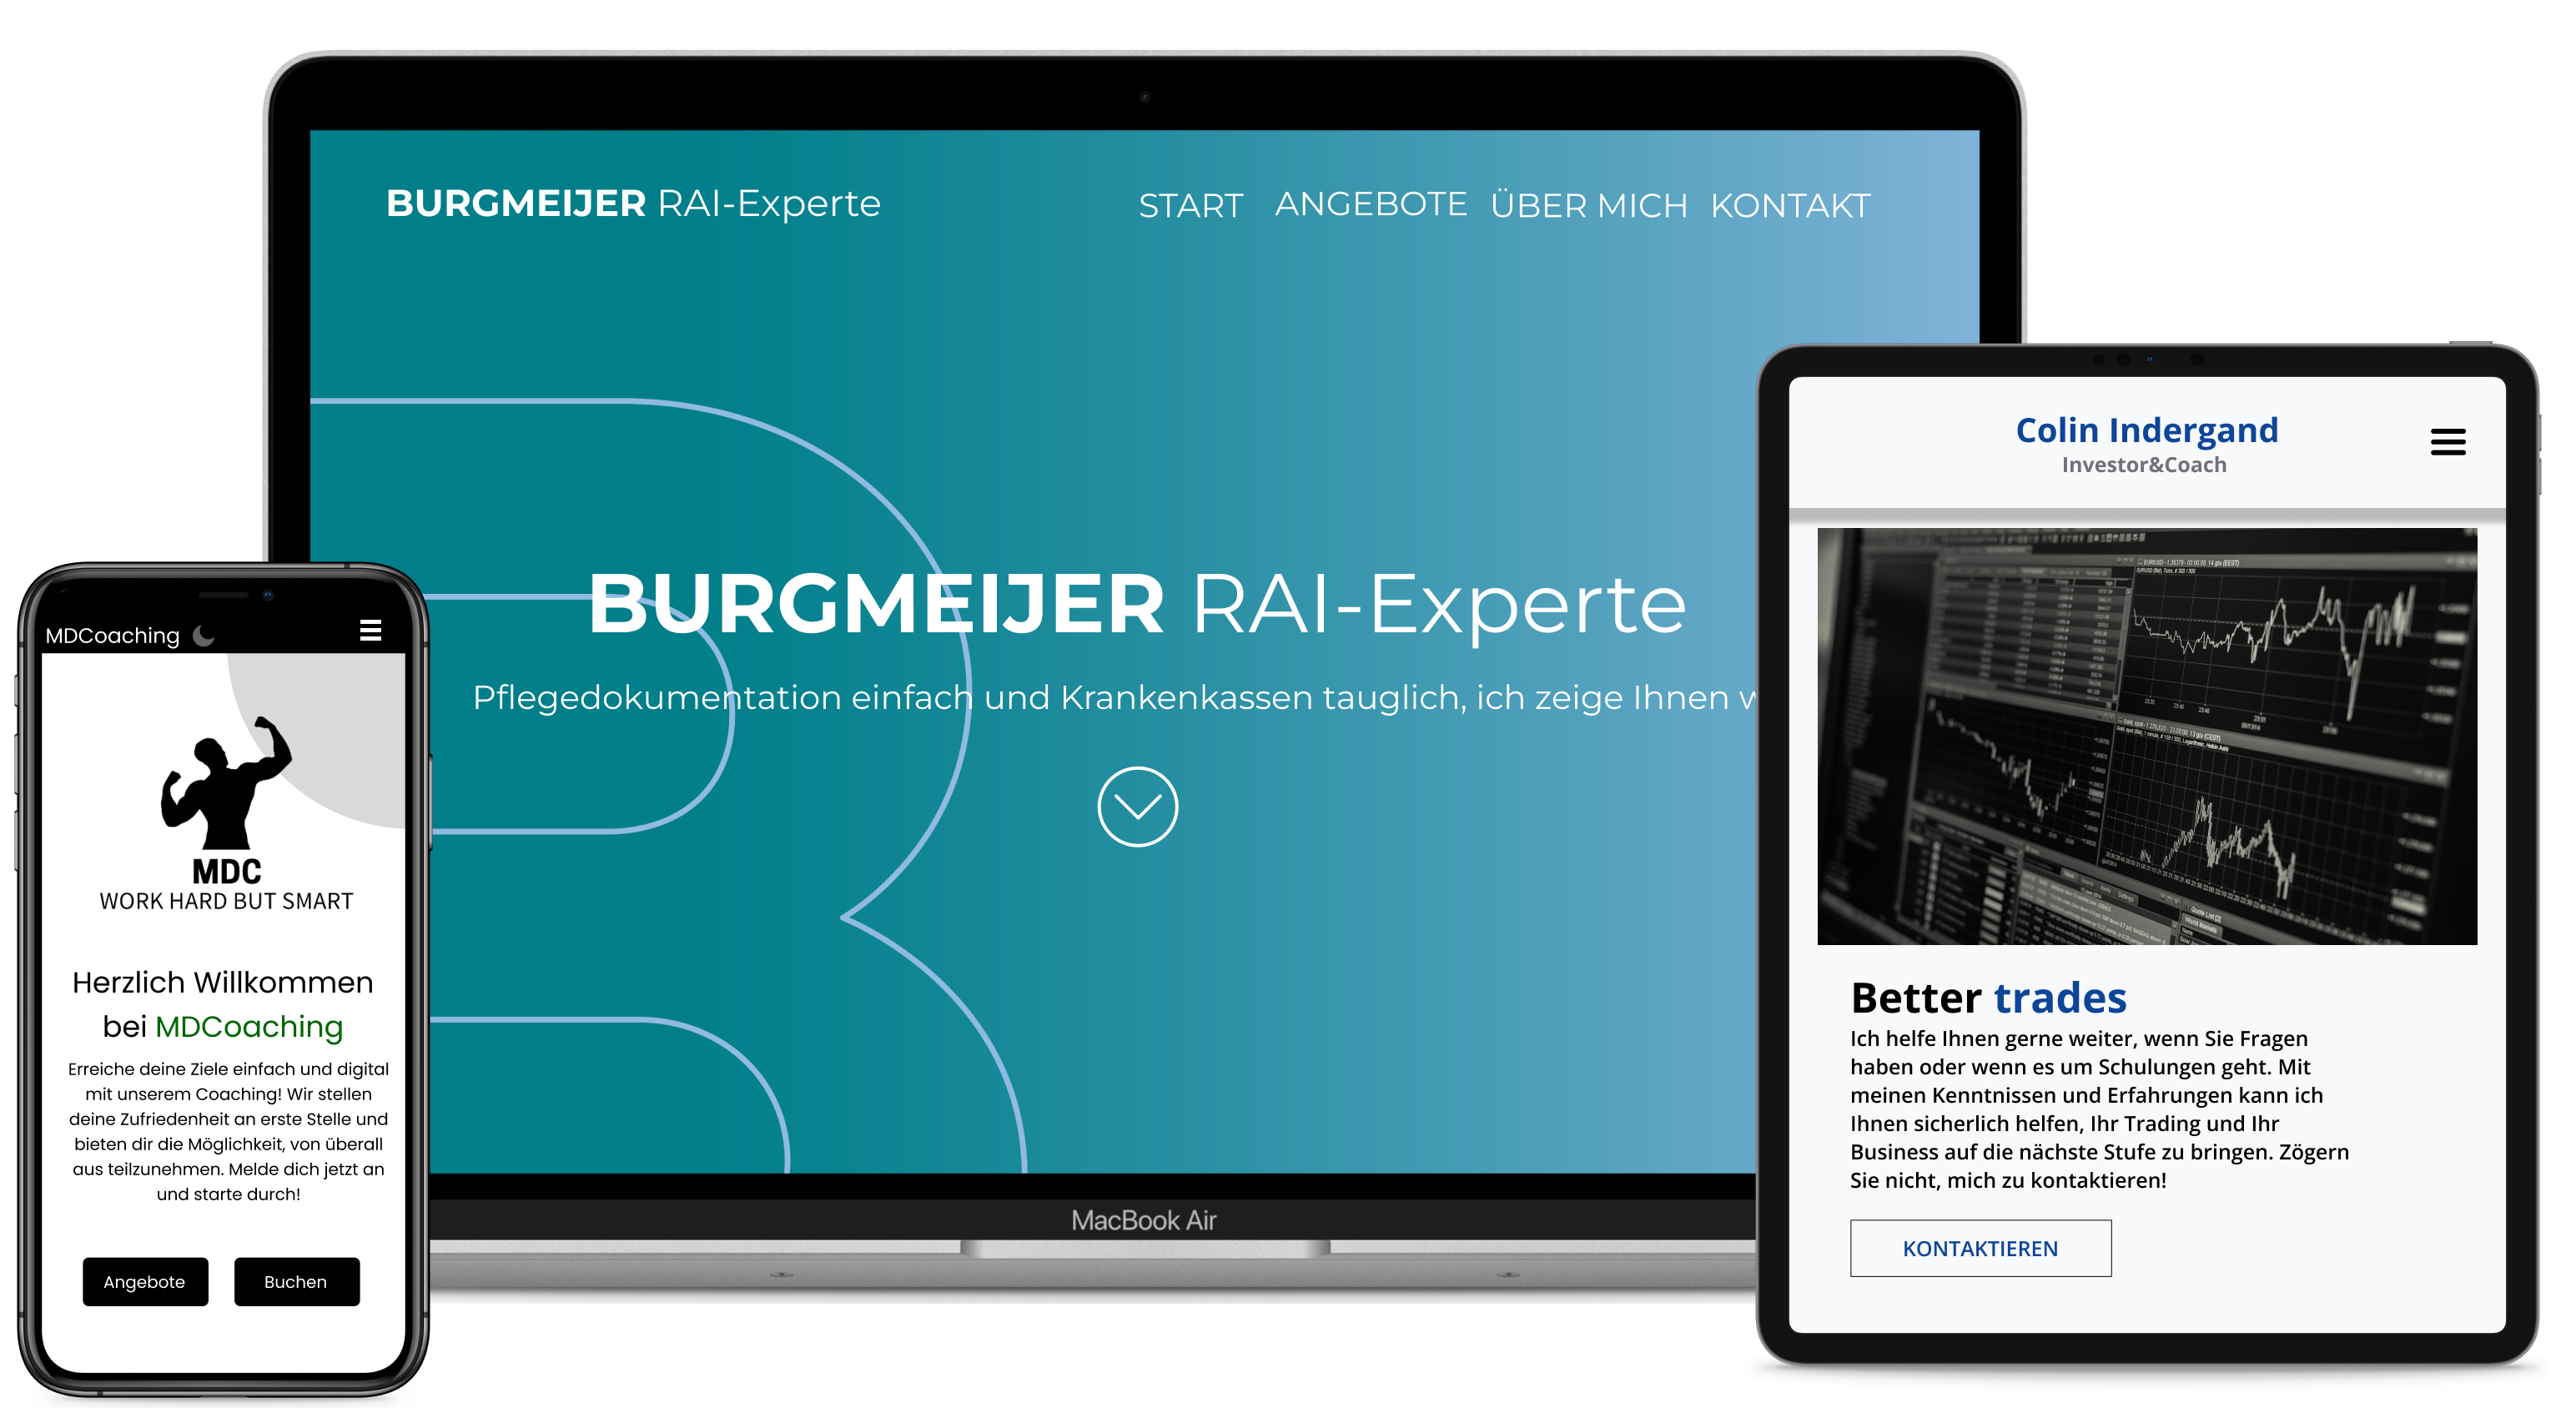 BURGMEIJER RAI-Experte
START ANGEBOTE ÜBER MICH KONTAKT
BURGMEIJER RAI-Experte
Pflegedokumentation einfach und Krankenkassen tauglich, ich zeige Ihnen
MacBook Air
MDCoaching
MDC
WORK HARD BUT SMART
Herzlich Willkommen
bei MDCoaching
Erreiche deine Ziele einfach und digital
mit unserem Coaching! Wir stellen
deine Zufriedenheit an erste Stelle und
bieten dir die Möglichkeit, von überall
aus teilzunehmen. Melde dich jetzt an
und starte durch!
Angebote
Buchen
Colin Indergand
Investor&Coach
Better trades
Ich helfe Ihnen gerne weiter, wenn Sie Fragen
haben oder wenn es um Schulungen geht. Mit
meinen Kenntnissen und Erfahrungen kann ich
Ihnen sicherlich helfen, Ihr Trading und Ihr
Business auf die nächste Stufe zu bringen. Zögern
Sie nicht, mich zu kontaktieren!
KONTAKTIEREN